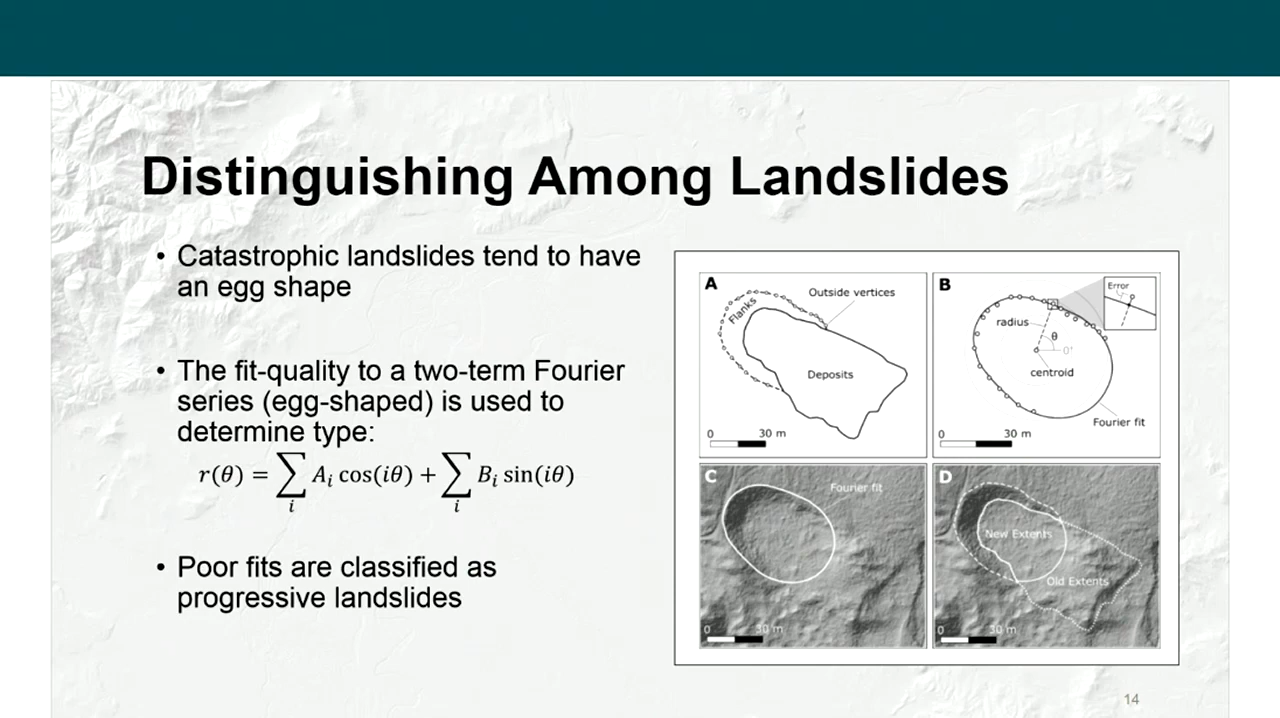 Distinguishing Among Landslides
• Catastrophic landslides tend to have
an egg shape
• The fit-quality to a two-term Fourier
series (egg-shaped) is used to
determine type:
r(θ) = ∑ᵢ Aᵢ cos(iθ) + ∑ᵢ Bᵢ sin(iθ)
• Poor fits are classified as
progressive landslides
A
Outside vertices
Flanks
Deposits
0 30 m
B
Error
radius
θ
0°
centroid
Fourier fit
0 30 m
C
Fourier fit
0 30 m
D
New Extents
Old Extents
0 30 m
14